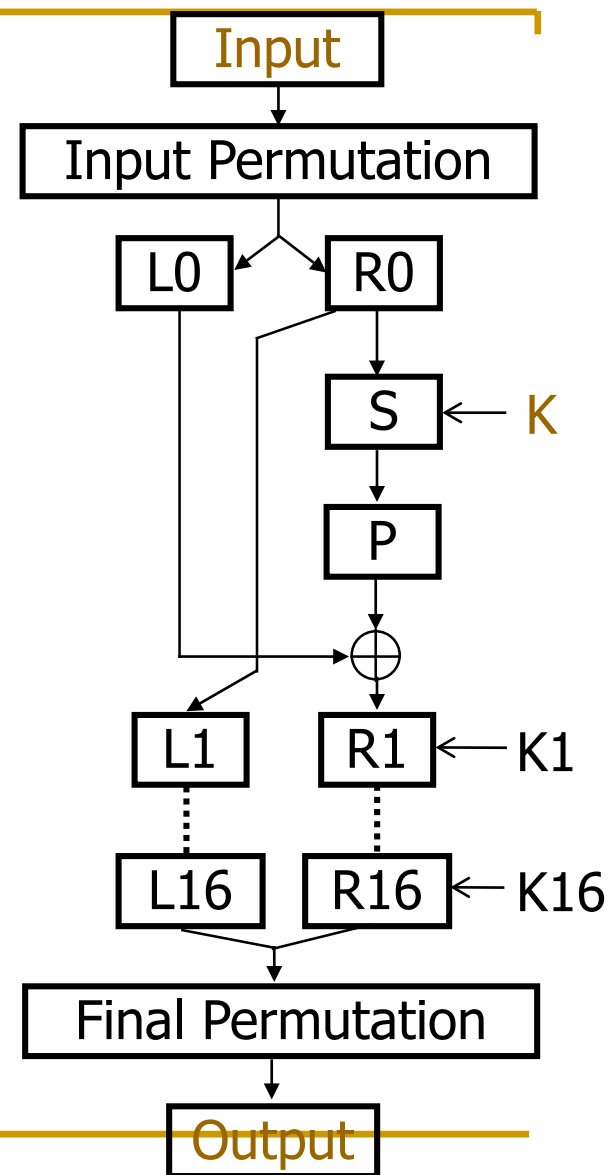 Input
Input Permutation
L0 R0
S K
P
L1 R1 K1
L16 R16 K16
Final Permutation
Output